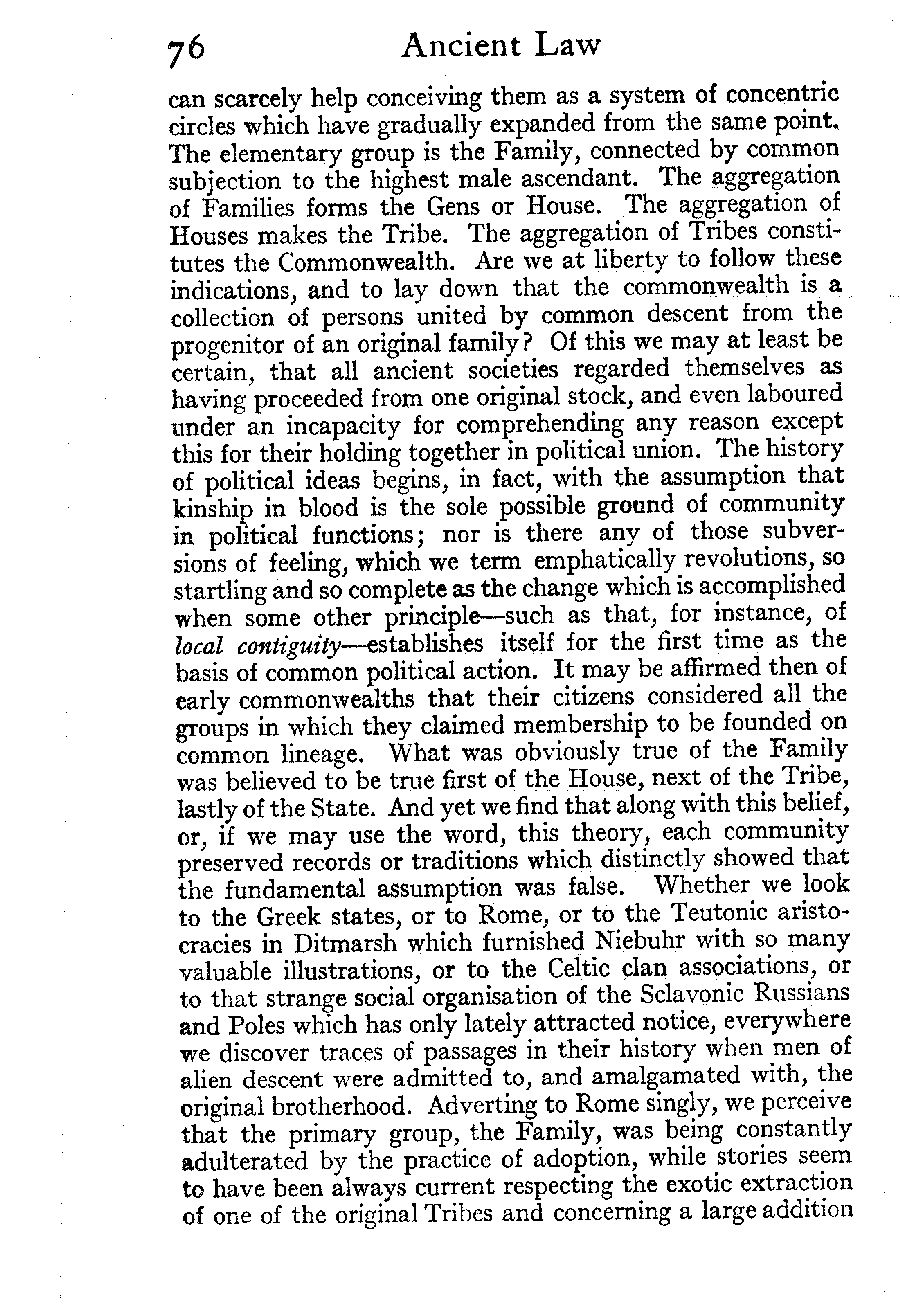 76 Ancient Law
can scarcely help conceiving them as a system of concentric
circles which have gradually expanded from the same point.
The elementary group is the Family, connected by common
subjection to the highest male ascendant. The aggregation
of Families forms the Gens or House. The aggregation of
Houses makes the Tribe. The aggregation of Tribes consti-
tutes the Commonwealth. Are we at liberty to follow these
indications, and to lay down that the commonwealth is a
collection of persons united by common descent from the
progenitor of an original family? Of this we may at least be
certain, that all ancient societies regarded themselves as
having proceeded from one original stock, and even laboured
under an incapacity for comprehending any reason except
this for their holding together in political union. The history
of political ideas begins, in fact, with the assumption that
kinship in blood is the sole possible ground of community
in political functions; nor is there any of those subver-
sions of feeling, which we term emphatically revolutions, so
startling and so complete as the change which is accomplished
when some other principle—such as that, for instance, of
local contiguity—establishes itself for the first time as the
basis of common political action. It may be affirmed then of
early commonwealths that their citizens considered all the
groups in which they claimed membership to be founded on
common lineage. What was obviously true of the Family
was believed to be true first of the House, next of the Tribe,
lastly of the State. And yet we find that along with this belief,
or, if we may use the word, this theory, each community
preserved records or traditions which distinctly showed that
the fundamental assumption was false. Whether we look
to the Greek states, or to Rome, or to the Teutonic aristo-
cracies in Ditmarsh which furnished Niebuhr with so many
valuable illustrations, or to the Celtic clan associations, or
to that strange social organisation of the Sclavonic Russians
and Poles which has only lately attracted notice, everywhere
we discover traces of passages in their history when men of
alien descent were admitted to, and amalgamated with, the
original brotherhood. Adverting to Rome singly, we perceive
that the primary group, the Family, was being constantly
adulterated by the practice of adoption, while stories seem
to have been always current respecting the exotic extraction
of one of the original Tribes and concerning a large addition